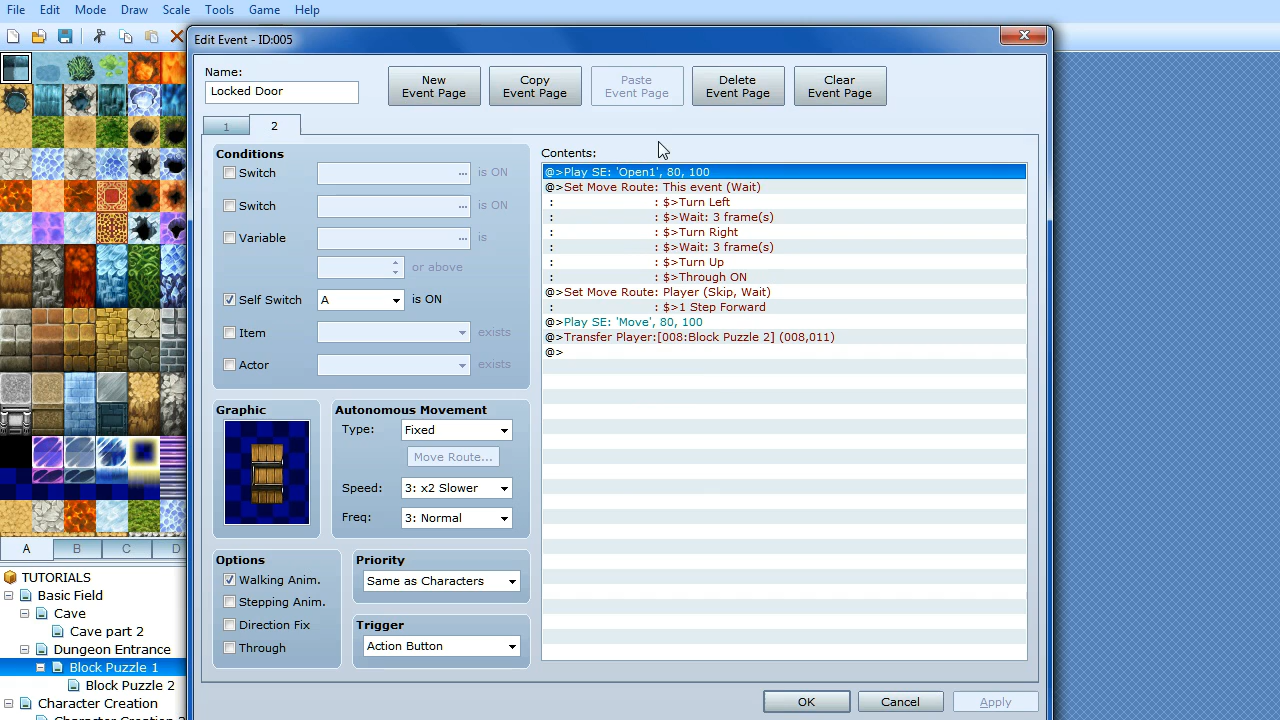 File Edit Mode Draw Scale Tools Game Help
Edit Event - ID:005
Name:
Locked Door
New Event Page
Copy Event Page
Paste Event Page
Delete Event Page
Clear Event Page
1 2
Conditions
Switch ... is ON
Switch ... is ON
Variable ... is
or above
Self Switch A is ON
Item exists
Actor exists
Graphic
Autonomous Movement
Type: Fixed
Move Route...
Speed: 3: x2 Slower
Freq: 3: Normal
Options
Walking Anim.
Stepping Anim.
Direction Fix
Through
Priority
Same as Characters
Trigger
Action Button
Contents:
@>Play SE: 'Open1', 80, 100
@>Set Move Route: This event (Wait)
: : $>Turn Left
: : $>Wait: 3 frame(s)
: : $>Turn Right
: : $>Wait: 3 frame(s)
: : $>Turn Up
: : $>Through ON
@>Set Move Route: Player (Skip, Wait)
: : $>1 Step Forward
@>Play SE: 'Move', 80, 100
@>Transfer Player:[008:Block Puzzle 2] (008,011)
@>
OK Cancel Apply
A B C D
TUTORIALS
Basic Field
Cave
Cave part 2
Dungeon Entrance
Block Puzzle 1
Block Puzzle 2
Character Creation
Character Creation 2